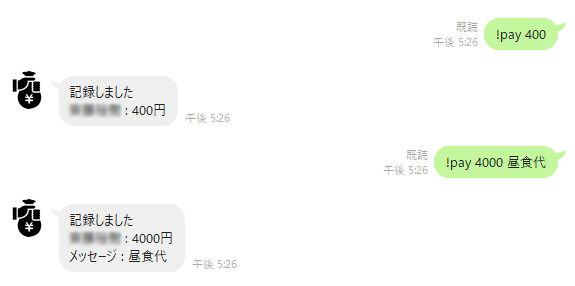 既読
午後 5:26
!pay 400
記録しました
: 400円
午後 5:26
既読
午後 5:26
!pay 4000 昼食代
記録しました
: 4000円
メッセージ : 昼食代
午後 5:26